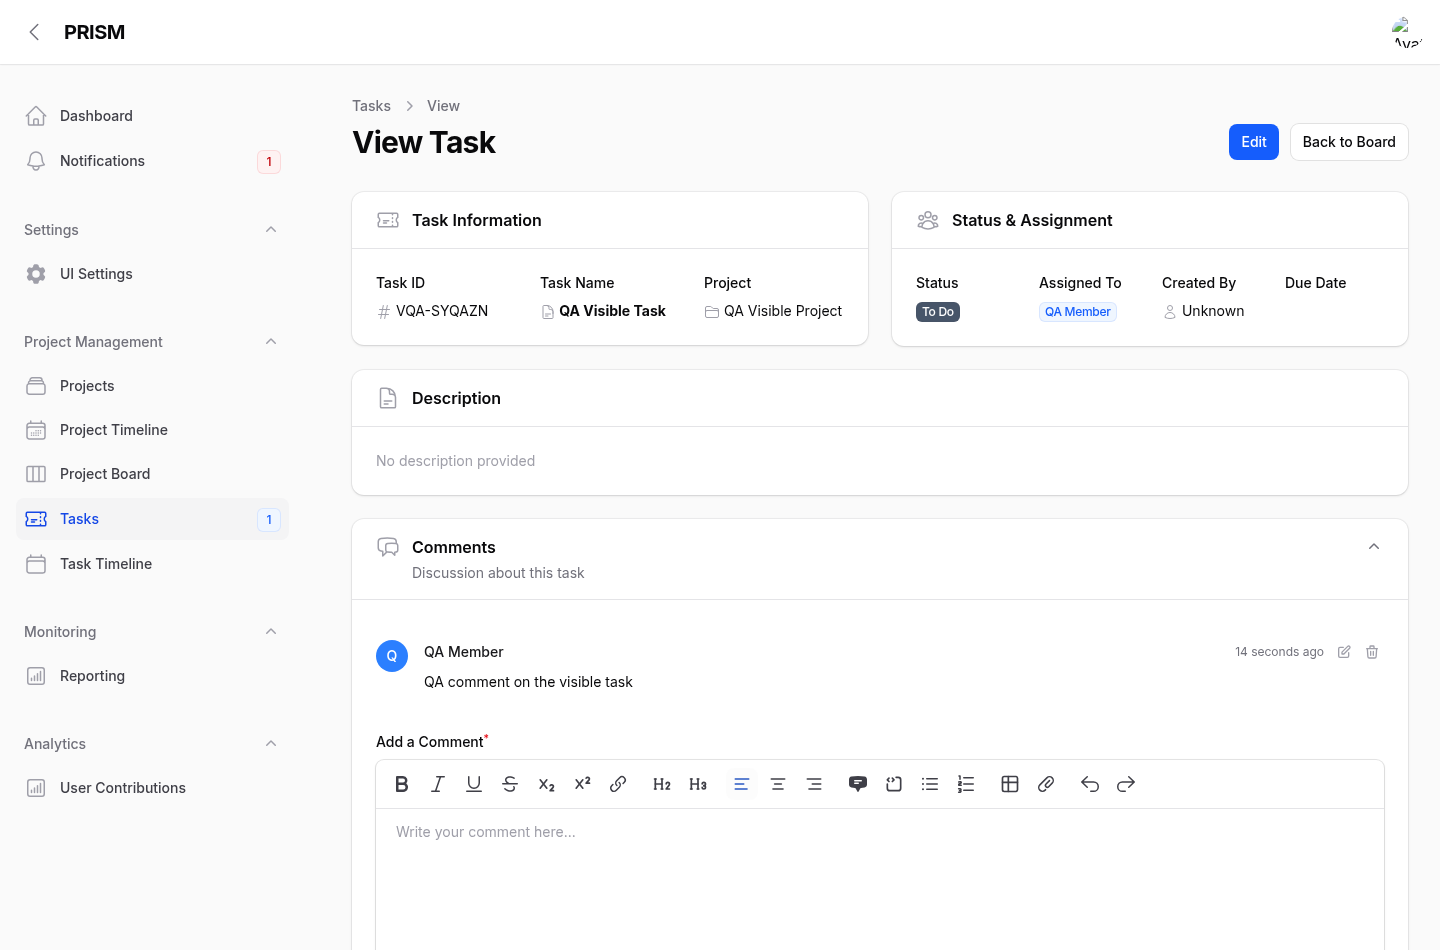 PRISM
Dashboard
Notifications
1
Settings
UI Settings
Project Management
Projects
Project Timeline
Project Board
Tasks
1
Task Timeline
Monitoring
Reporting
Analytics
User Contributions
Tasks
View
View Task
Edit
Back to Board
Task Information
Task ID
Task Name
Project
# VQA-SYQAZN
QA Visible Task
QA Visible Project
Status & Assignment
Status
Assigned To
Created By
Due Date
To Do
QA Member
Unknown
Description
No description provided
Comments
Discussion about this task
Q
QA Member
14 seconds ago
QA comment on the visible task
Add a Comment*
Write your comment here...